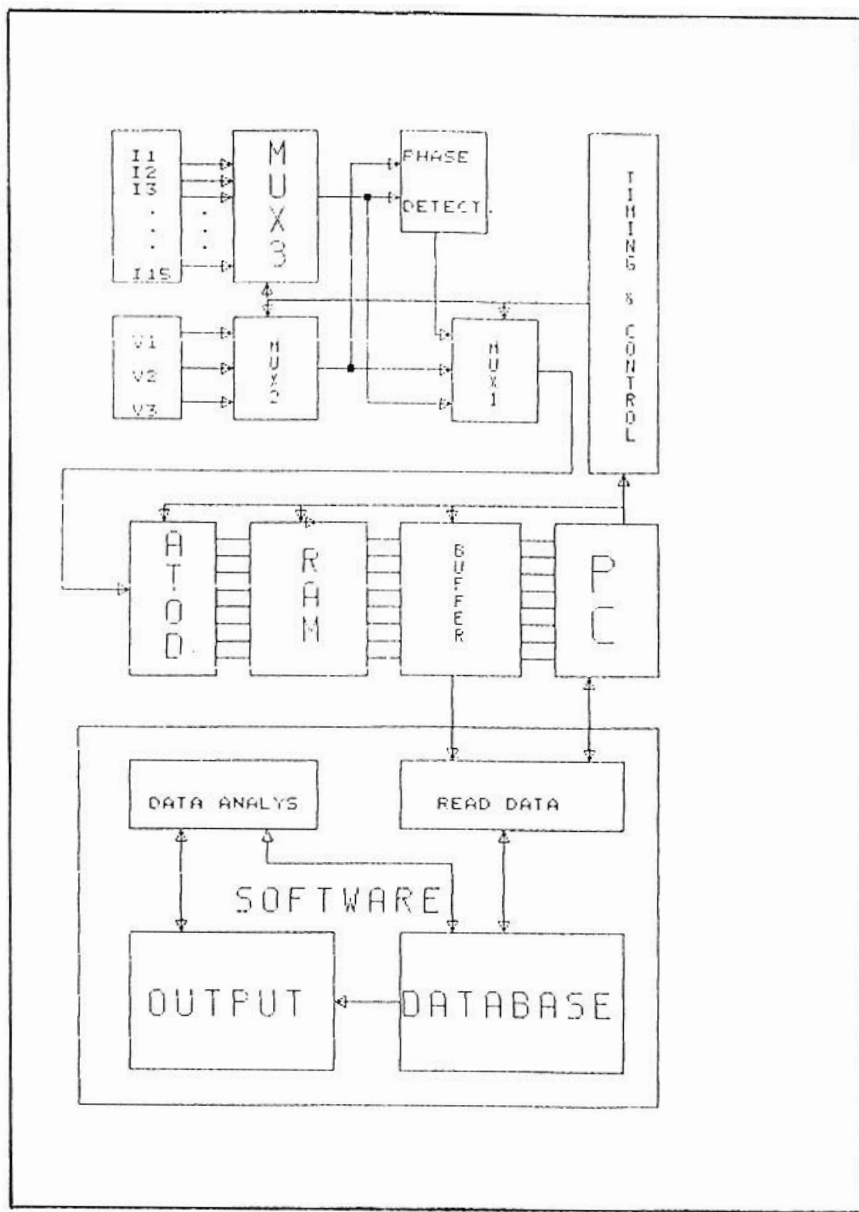 I1
I2
I3
I15
MUX3
PHASE
DETECT.
TIMING & CONTROL
V1
V2
V3
MUX2
MUX1
ATOD
RAM
BUFFER
PC
DATA ANALYS
READ DATA
SOFTWARE
OUTPUT
DATABASE